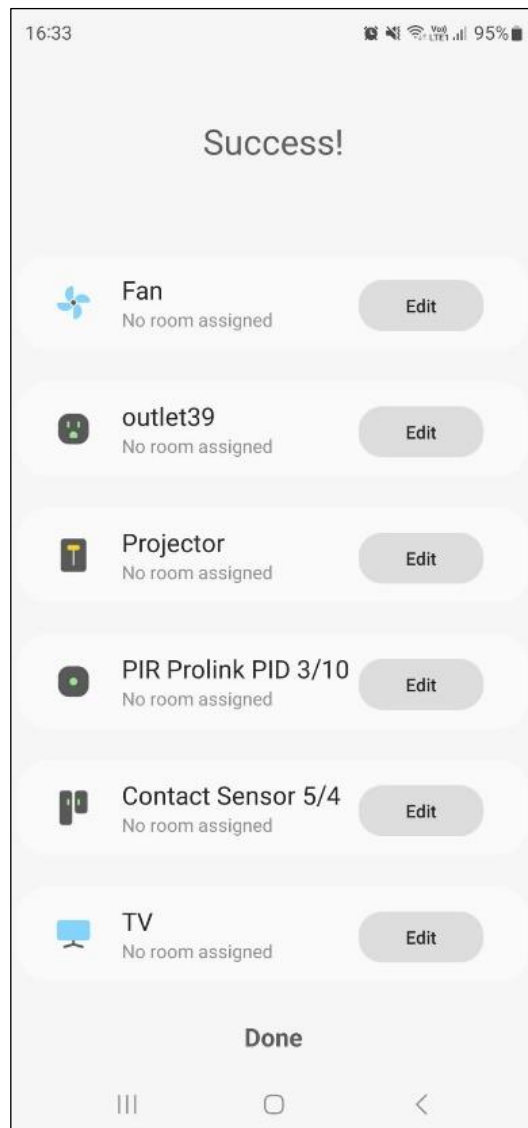 16:33 Vo) LTE1 95%
Success!
Fan
No room assigned
Edit
outlet39
No room assigned
Edit
Projector
No room assigned
Edit
PIR Prolink PID 3/10
No room assigned
Edit
Contact Sensor 5/4
No room assigned
Edit
TV
No room assigned
Edit
Done